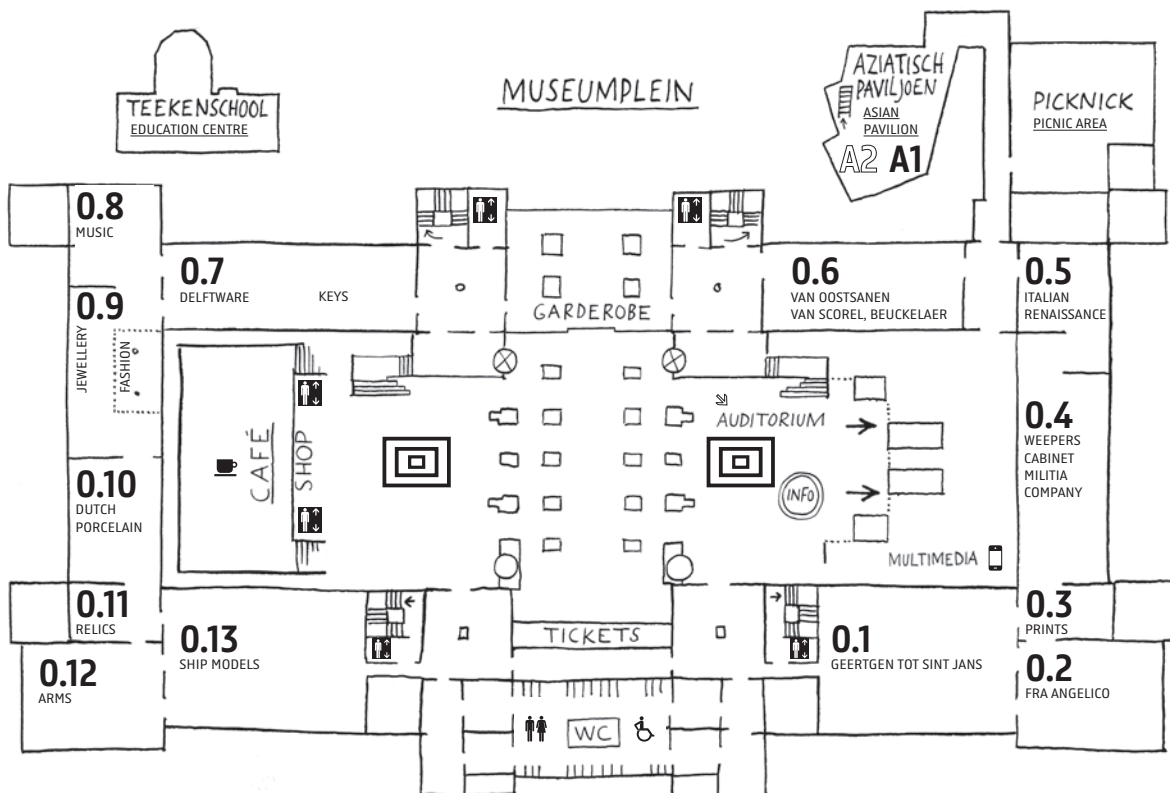 TEEKENSCHOOL
EDUCATION CENTRE
MUSEUMPLEIN
AZIATISCH
PAVILJOEN
ASIAN
PAVILION
A2 A1
PICKNICK
PICNIC AREA
0.8
MUSIC
0.7
DELFTWARE
KEYS
0.9
JEWELLERY
FASHION
GARDEROBE
0.6
VAN OOSTSANEN
VAN SCOREL, BEUCKELAER
0.5
ITALIAN
RENAISSANCE
CAFÉ
SHOP
AUDITORIUM
INFO
0.4
WEEPERS
CABINET
MILITIA
COMPANY
0.10
DUTCH
PORCELAIN
MULTIMEDIA
0.11
RELICS
0.13
SHIP MODELS
TICKETS
0.1
GEERTGEN TOT SINT JANS
0.3
PRINTS
0.12
ARMS
0.2
FRA ANGELICO
WC